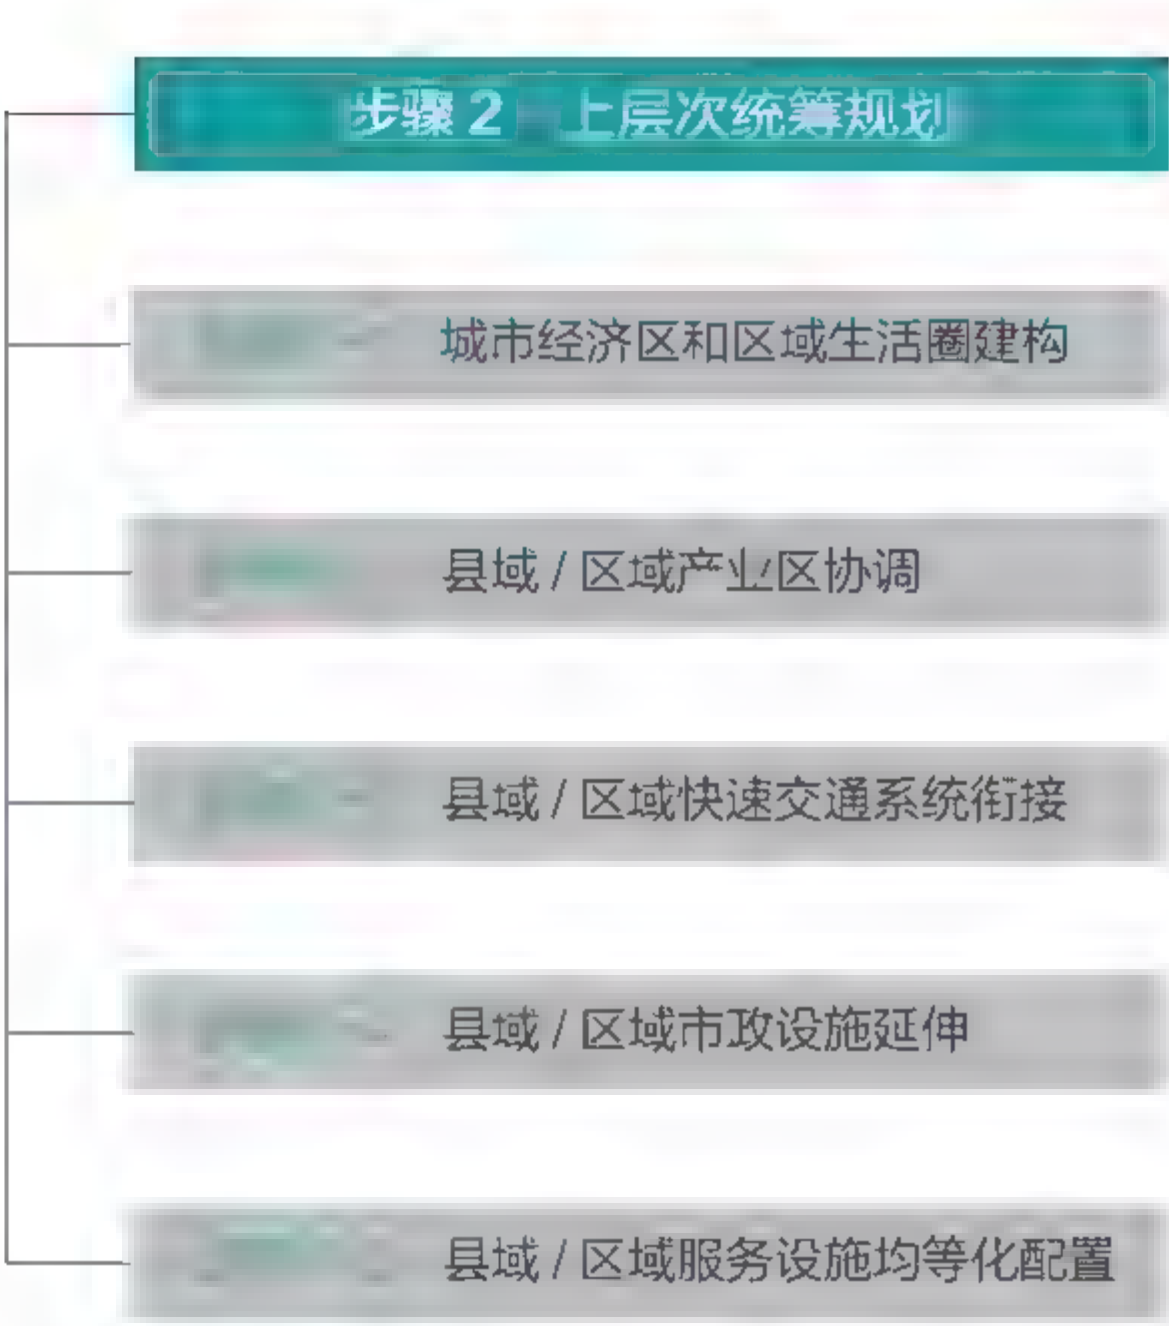 步骤 2 上层次统筹规划
城市经济区和区域生活圈建构
县域 / 区域产业区协调
县域 / 区域快速交通系统衔接
县域 / 区域市政设施延伸
县域 / 区域服务设施均等化配置